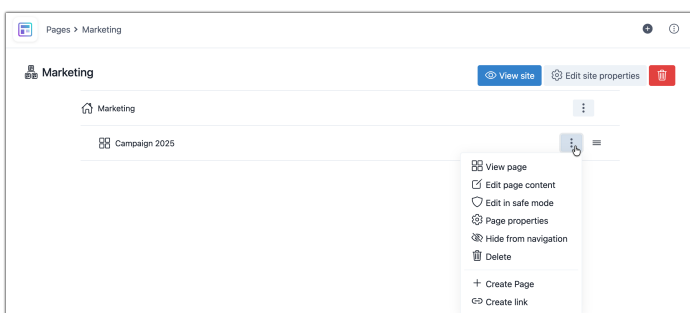 Pages > Marketing
Marketing
View site
Edit site properties
Marketing
Campaign 2025
View page
Edit page content
Edit in safe mode
Page properties
Hide from navigation
Delete
Create Page
Create link